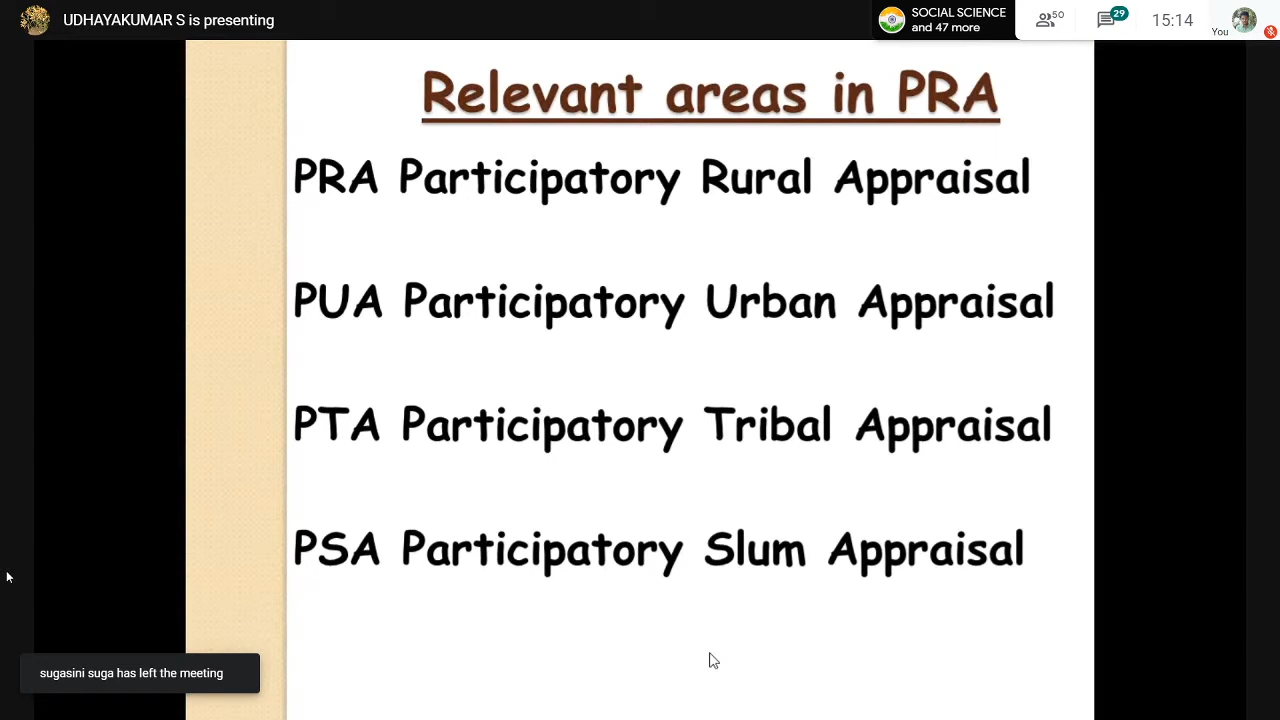 UDHAYAKUMAR S is presenting
SOCIAL SCIENCE
and 47 more
50
29
15:14
You
Relevant areas in PRA
PRA Participatory Rural Appraisal
PUA Participatory Urban Appraisal
PTA Participatory Tribal Appraisal
PSA Participatory Slum Appraisal
sugasini suga has left the meeting